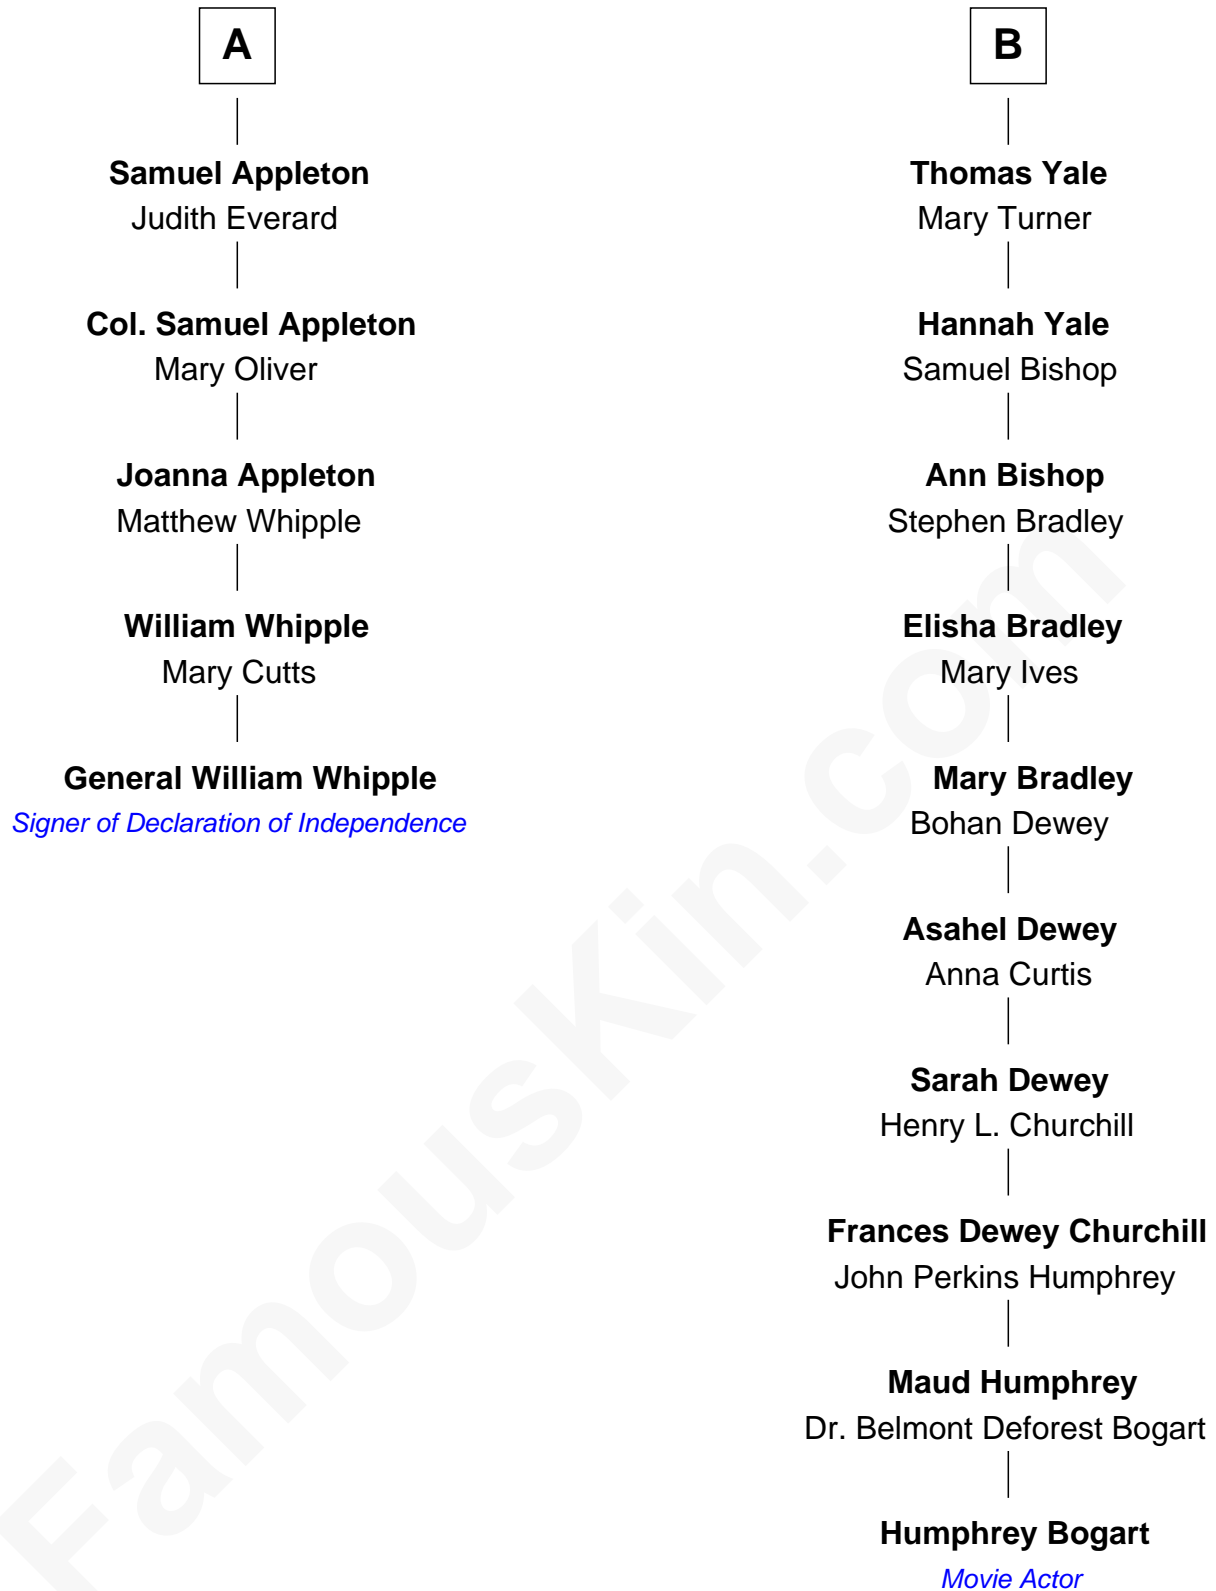 A
Samuel Appleton
Judith Everard
Col. Samuel Appleton
Mary Oliver
Joanna Appleton
Matthew Whipple
William Whipple
Mary Cutts
General William Whipple
Signer of Declaration of Independence
B
Thomas Yale
Mary Turner
Hannah Yale
Samuel Bishop
Ann Bishop
Stephen Bradley
Elisha Bradley
Mary Ives
Mary Bradley
Bohan Dewey
Asahel Dewey
Anna Curtis
Sarah Dewey
Henry L. Churchill
Frances Dewey Churchill
John Perkins Humphrey
Maud Humphrey
Dr. Belmont Deforest Bogart
Humphrey Bogart
Movie Actor
FamousKin.com